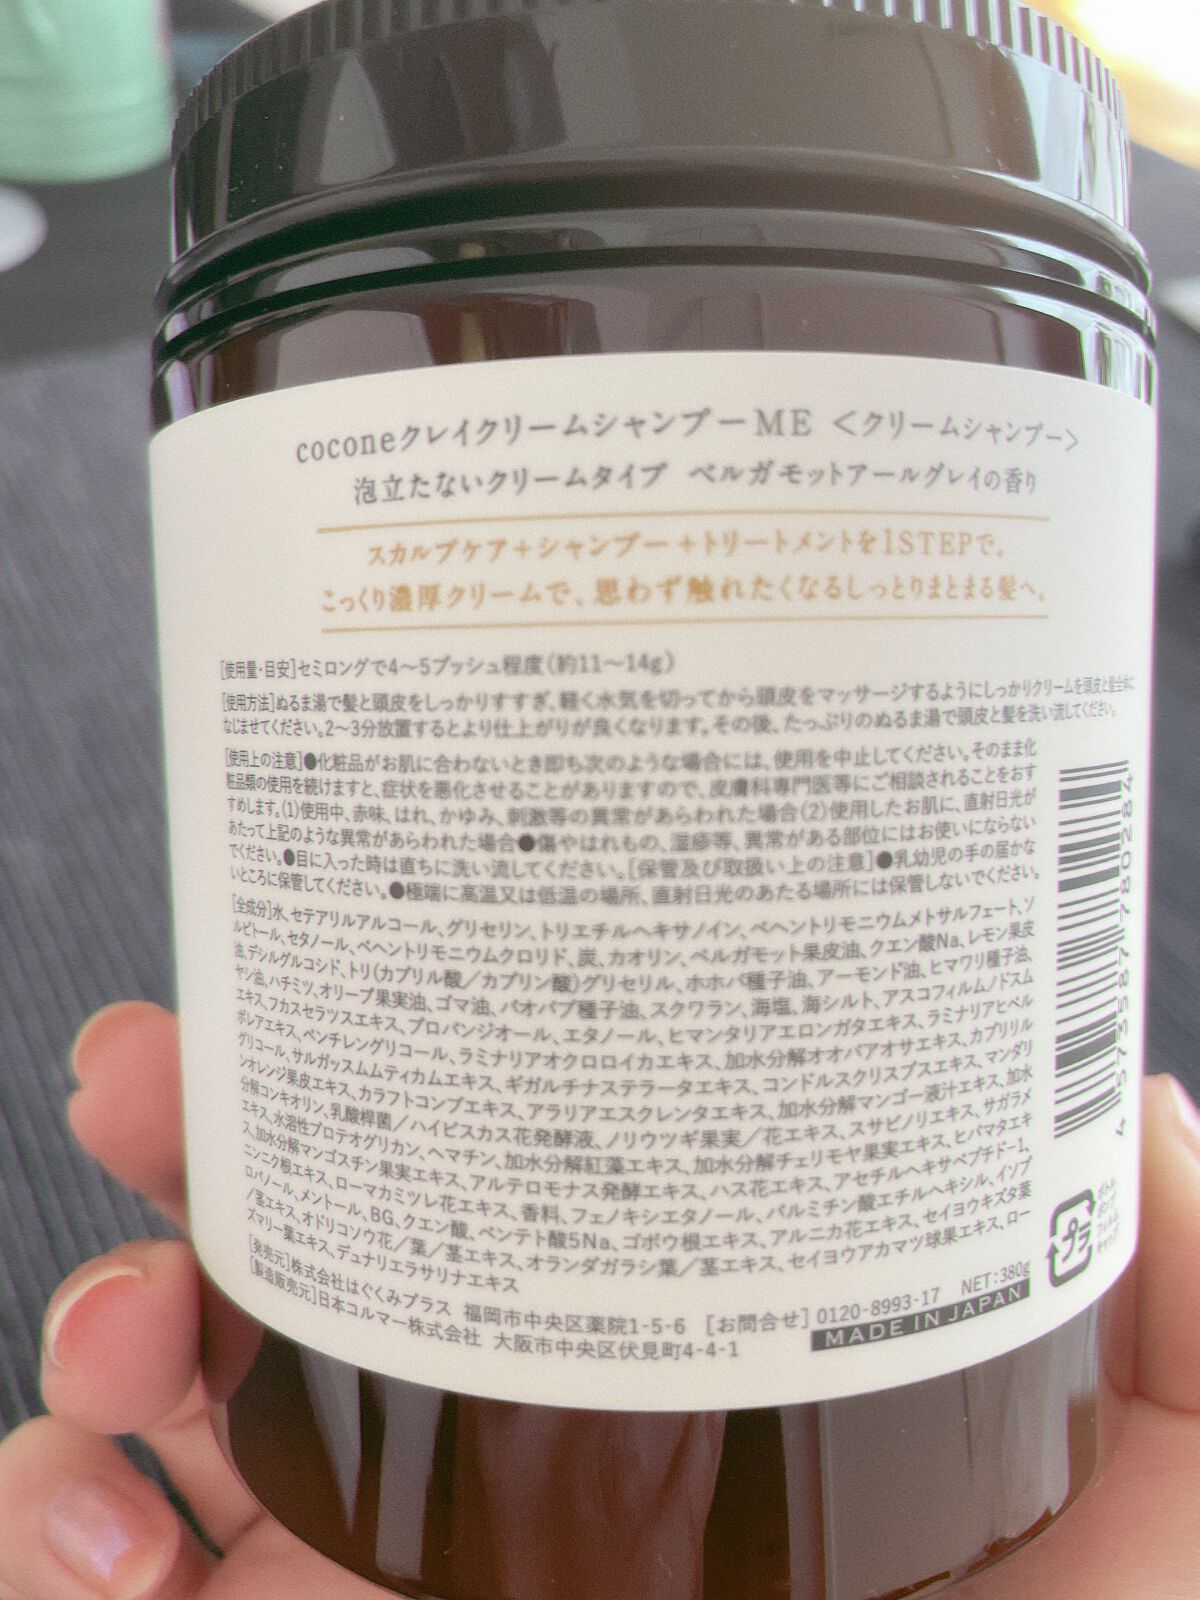 coconeクレイクリームシャンプーME ＜クリームシャンプー＞
泡立たないクリームタイプ ベルガモットアールグレイの香り
スカルプケア＋シャンプー＋トリートメントを1STEPで。
こっくり濃厚クリームで、思わず触れたくなるしっとりまとまる髪へ。
[使用量・目安]セミロングで4～5プッシュ程度(約11～14g)
[使用方法]ぬるま湯で髪と頭皮をしっかりすすぎ、軽く水気を切ってから頭皮をマッサージするようにしっかりクリームを頭皮と髪全体に
なじませてください。2～3分放置するとより仕上がりが良くなります。その後、たっぷりのぬるま湯で頭皮と髪を洗い流してください。
[使用上の注意]●化粧品がお肌に合わないとき即ち次のような場合には、使用を中止してください。そのまま化
粧品類の使用を続けますと、症状を悪化させることがありますので、皮膚科専門医等にご相談されることをおす
すめします。(1)使用中、赤味、はれ、かゆみ、刺激等の異常があらわれた場合(2)使用したお肌に、直射日光が
あたって上記のような異常があらわれた場合●傷やはれもの、湿疹等、異常がある部位にはお使いにならない
でください。●目に入った時は直ちに洗い流してください。[保管及び取扱い上の注意]●乳幼児の手の届かな
いところに保管してください。●極端に高温又は低温の場所、直射日光のあたる場所には保管しないでください。
[全成分]水、セテアリルアルコール、グリセリン、トリエチルヘキサノイン、ベヘントリモニウムメトサルフェート、ソ
ルビトール、セタノール、ベヘントリモニウムクロリド、炭、カオリン、ベルガモット果皮油、クエン酸Na、レモン果皮
油、デシルグルコシド、トリ(カプリル酸／カプリン酸)グリセリル、ホホバ種子油、アーモンド油、ヒマワリ種子油、
ヤシ油、ハチミツ、オリーブ果実油、ゴマ油、バオバブ種子油、スクワラン、海塩、海シルト、アスコフィルムノドスム
エキス、フカスセラツスエキス、プロパンジオール、エタノール、ヒマンタリアエロンガタエキス、ラミナリアヒペル
ボレアエキス、ペンチレングリコール、ラミナリアオクロロイカエキス、加水分解オオバアオサエキス、カプリリル
グリコール、サルガッスムムティカムエキス、ギガルチナステラータエキス、コンドルスクリスプスエキス、マンダリ
ンオレンジ果皮エキス、カラフトコンブエキス、アラリアエスクレンタエキス、加水分解マンゴー液汁エキス、加水
分解コンキオリン、乳酸桿菌／ハイビスカス花発酵液、ノリウツギ果実／花エキス、スサビノリエキス、サガラメ
エキス、水溶性プロテオグリカン、ヘマチン、加水分解紅藻エキス、加水分解チェリモヤ果実エキス、ヒバマタエキ
ス、加水分解マンゴスチン果実エキス、アルテロモナス発酵エキス、ハス花エキス、アセチルヘキサペプチド-1、
ニンニク根エキス、ローマカミツレ花エキス、香料、フェノキシエタノール、パルミチン酸エチルヘキシル、イソプ
ロパノール、メントール、BG、クエン酸、ペンテト酸5Na、ゴボウ根エキス、アルニカ花エキス、セイヨウキズタ葉
／茎エキス、オドリコソウ花／葉／茎エキス、オランダガラシ葉／茎エキス、セイヨウアカマツ球果エキス、ロー
ズマリー葉エキス、デュナリエラサリナエキス
[発売元]株式会社はぐくみプラス 福岡市中央区薬院1-5-6 [お問合せ]0120-8993-17 NET:380g
[製造販売元]日本コルマー株式会社 大阪市中央区伏見町4-4-1 MADE IN JAPAN
プラ